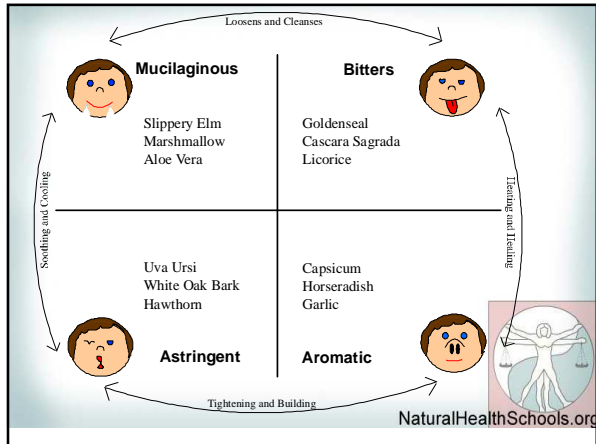 Loosens and Cleanses
Mucilaginous
Bitters
Slippery Elm
Marshmallow
Aloe Vera
Goldenseal
Cascara Sagrada
Licorice
Soothing and Cooling
Heating and Healing
Uva Ursi
White Oak Bark
Hawthorn
Capsicum
Horseradish
Garlic
Astringent
Aromatic
Tightening and Building
NaturalHealthSchools.org